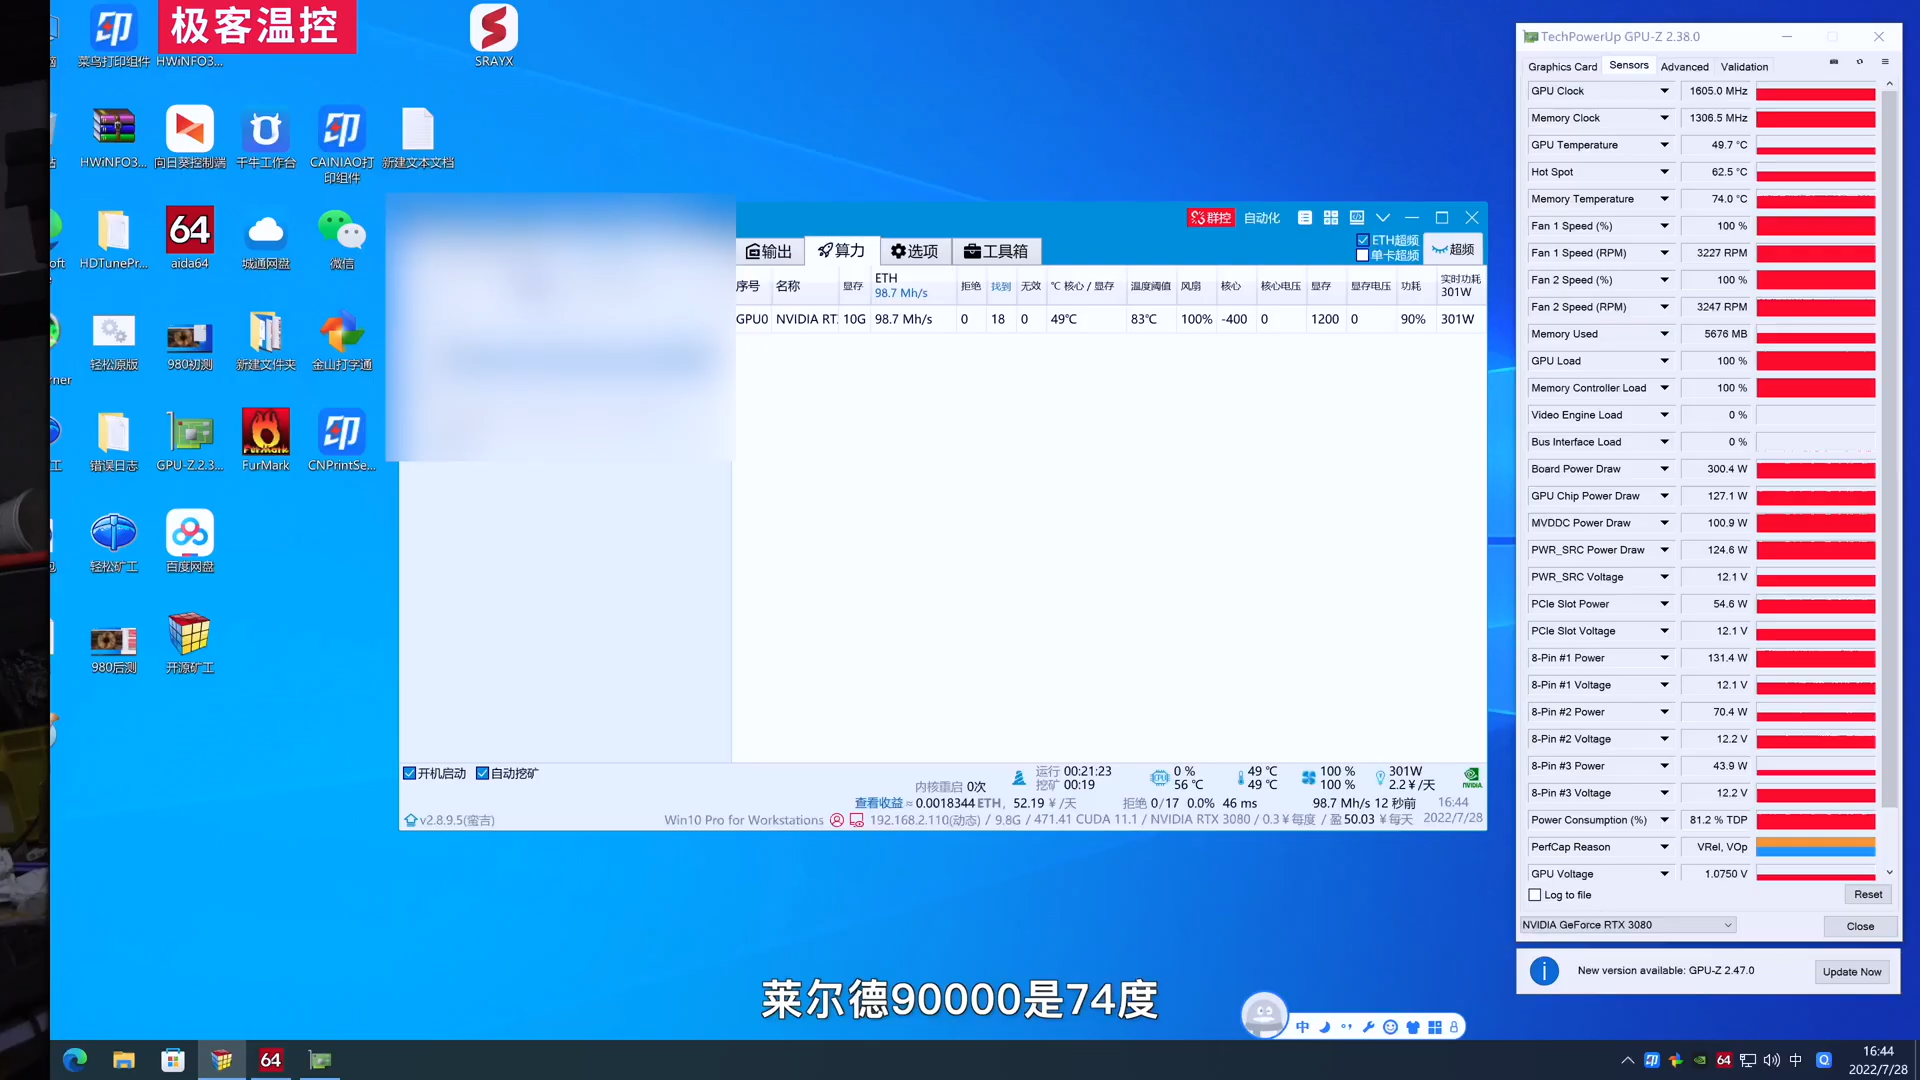 极客温控
菜鸟打印组件
HWiNFO3...
SRAYX
HWiNFO3...
向日葵控制端
千牛工作台
CAINIAO打
印组件
新建文本文档
HDTunePr...
aida64
城通网盘
微信
轻松原版
980初测
新建文件夹
金山打字通
错误日志
GPU-Z.2.3...
FurMark
CNPrintSe...
轻松矿工
百度网盘
980后测
开源矿工
群控
自动化
输出
算力
选项
工具箱
ETH超频
单卡超频
超频
序号 名称 显存 ETH 拒绝 找到 无效 ℃ 核心 / 显存 温度阈值 风扇 核心 核心电压 显存 显存电压 功耗 实时功耗
98.7 Mh/s 301W
GPU0 NVIDIA RT 10G 98.7 Mh/s 0 18 0 49℃ 83℃ 100% -400 0 1200 0 90% 301W
开机启动 自动挖矿
内核重启 0次
运行 00:21:23
挖矿 00:19
CPU
0 %
56 ℃
49 ℃
49 ℃
100 %
100 %
301W
2.2 ¥/天
NVIDIA
查看收益 ≈ 0.0018344 ETH, 52.19 ¥ /天
拒绝 0/17 0.0% 46 ms
98.7 Mh/s 12 秒前
16:44
v2.8.9.5(蛮吉)
Win10 Pro for Workstations
192.168.2.110(动态) / 9.8G / 471.41 CUDA 11.1 / NVIDIA RTX 3080 / 0.3 ¥ 每度 / 盈 50.03 ¥ 每天
2022/7/28
TechPowerUp GPU-Z 2.38.0
Graphics Card Sensors Advanced Validation
GPU Clock 1605.0 MHz
Memory Clock 1306.5 MHz
GPU Temperature 49.7 °C
Hot Spot 62.5 °C
Memory Temperature 74.0 °C
Fan 1 Speed (%) 100 %
Fan 1 Speed (RPM) 3227 RPM
Fan 2 Speed (%) 100 %
Fan 2 Speed (RPM) 3247 RPM
Memory Used 5676 MB
GPU Load 100 %
Memory Controller Load 100 %
Video Engine Load 0 %
Bus Interface Load 0 %
Board Power Draw 300.4 W
GPU Chip Power Draw 127.1 W
MVDDC Power Draw 100.9 W
PWR_SRC Power Draw 124.6 W
PWR_SRC Voltage 12.1 V
PCIe Slot Power 54.6 W
PCIe Slot Voltage 12.1 V
8-Pin #1 Power 131.4 W
8-Pin #1 Voltage 12.1 V
8-Pin #2 Power 70.4 W
8-Pin #2 Voltage 12.2 V
8-Pin #3 Power 43.9 W
8-Pin #3 Voltage 12.2 V
Power Consumption (%) 81.2 % TDP
PerfCap Reason VRel, VOp
GPU Voltage 1.0750 V
Log to file
Reset
NVIDIA GeForce RTX 3080
Close
New version available: GPU-Z 2.47.0
Update Now
莱尔德90000是74度
中
64
64
中
16:44
2022/7/28